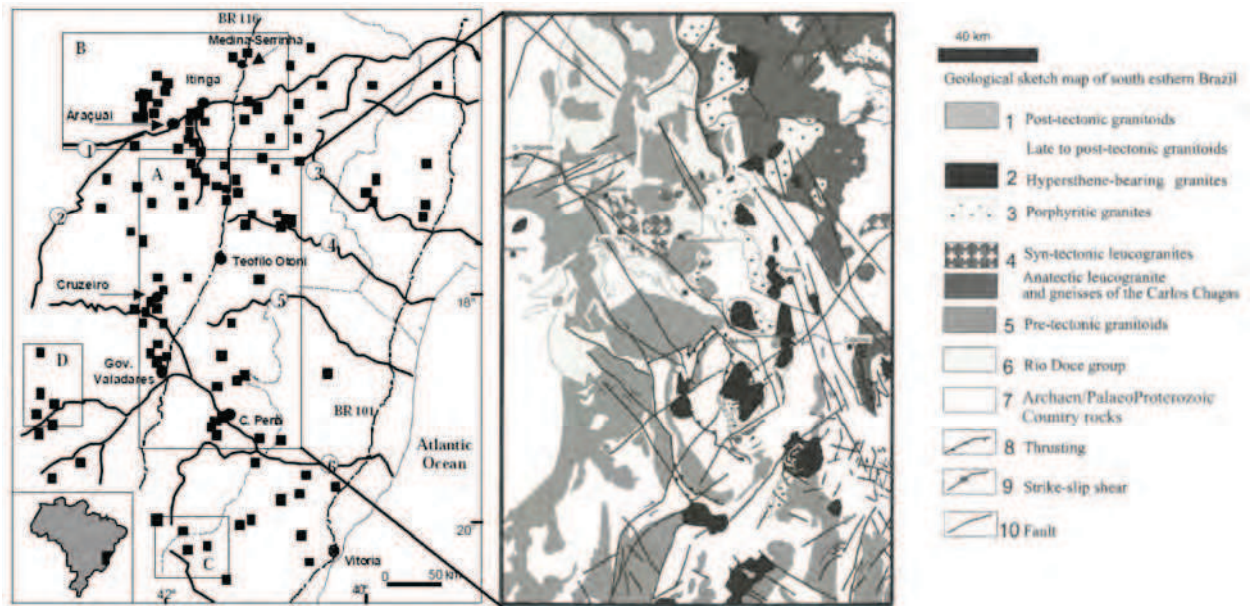 BR 116
B
Medina-Serrinha
Itinga
Araçuai
1
A
3
2
4
Teofilo Otoni
Cruzeiro
5
18°
D
Gov.
Valadares
BR 101
C. Pena
Atlantic
Ocean
6
20°
C
Vitoria
0 50 km
42°
40°
40 km
Geological sketch map of south esthern Brazil
1 Post-tectonic granitoids
Late to post-tectonic granitoids
2 Hypersthene-bearing granites
3 Porphyritic granites
4 Syn-tectonic leucogranites
Anatectic leucogranite
and gneisses of the Carlos Chagas
5 Pre-tectonic granitoids
6 Rio Doce group
7 Archaen/PalaeoProterozoic
Country rocks
8 Thrusting
9 Strike-slip shear
10 Fault